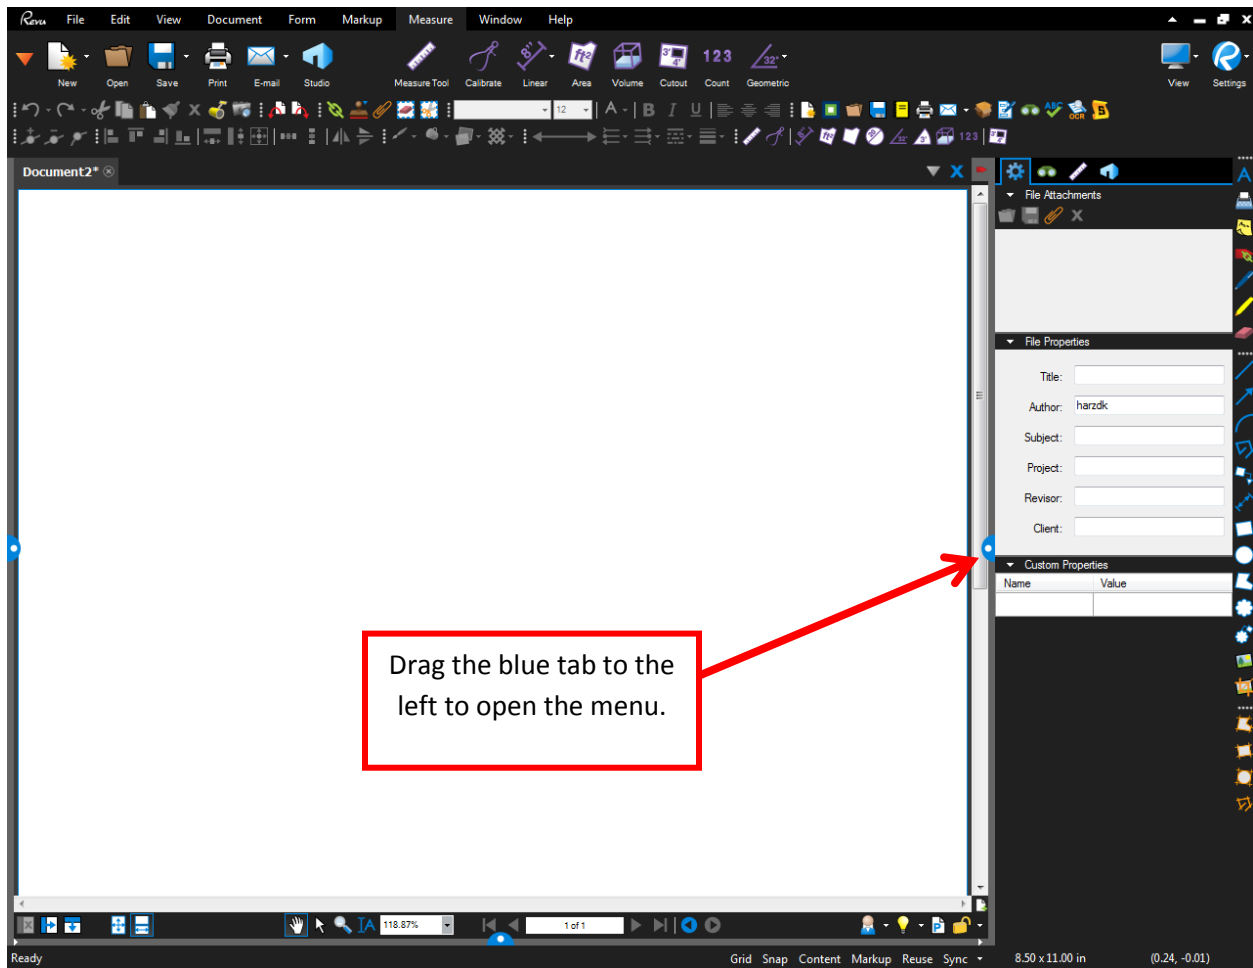 Revu File Edit View Document Form Markup Measure Window Help
New Open Save Print E-mail Studio Measure Tool Calibrate Linear Area Volume Cutout Count Geometric View Settings
12 A B I U
Document2*
File Attachments
File Properties
Title:
Author: harzdk
Subject:
Project:
Revisor:
Client:
Custom Properties
Name Value
Drag the blue tab to the
left to open the menu.
118.87% 1 of 1
Ready Grid Snap Content Markup Reuse Sync 8.50 x 11.00 in (0.24, -0.01)